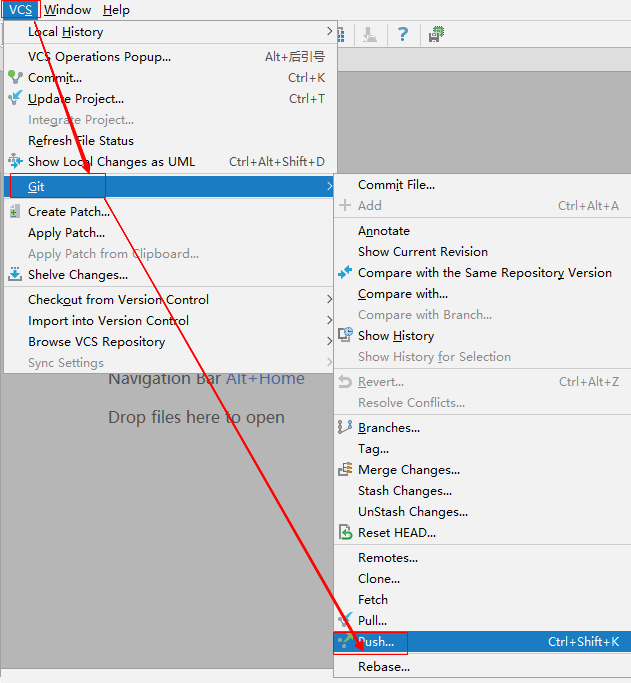 VCS Window Help
Local History
VCS Operations Popup... Alt+后引号
Commit... Ctrl+K
Update Project... Ctrl+T
Integrate Project...
Refresh File Status
Show Local Changes as UML Ctrl+Alt+Shift+D
Git
Create Patch...
Apply Patch...
Apply Patch from Clipboard...
Shelve Changes...
Checkout from Version Control
Import into Version Control
Browse VCS Repository
Sync Settings
Navigation Bar Alt+Home
Drop files here to open
Commit File...
Add Ctrl+Alt+A
Annotate
Show Current Revision
Compare with the Same Repository Version
Compare with...
Compare with Branch...
Show History
Show History for Selection
Revert... Ctrl+Alt+Z
Resolve Conflicts...
Branches...
Tag...
Merge Changes...
Stash Changes...
UnStash Changes...
Reset HEAD...
Remotes...
Clone...
Fetch
Pull...
Push... Ctrl+Shift+K
Rebase...